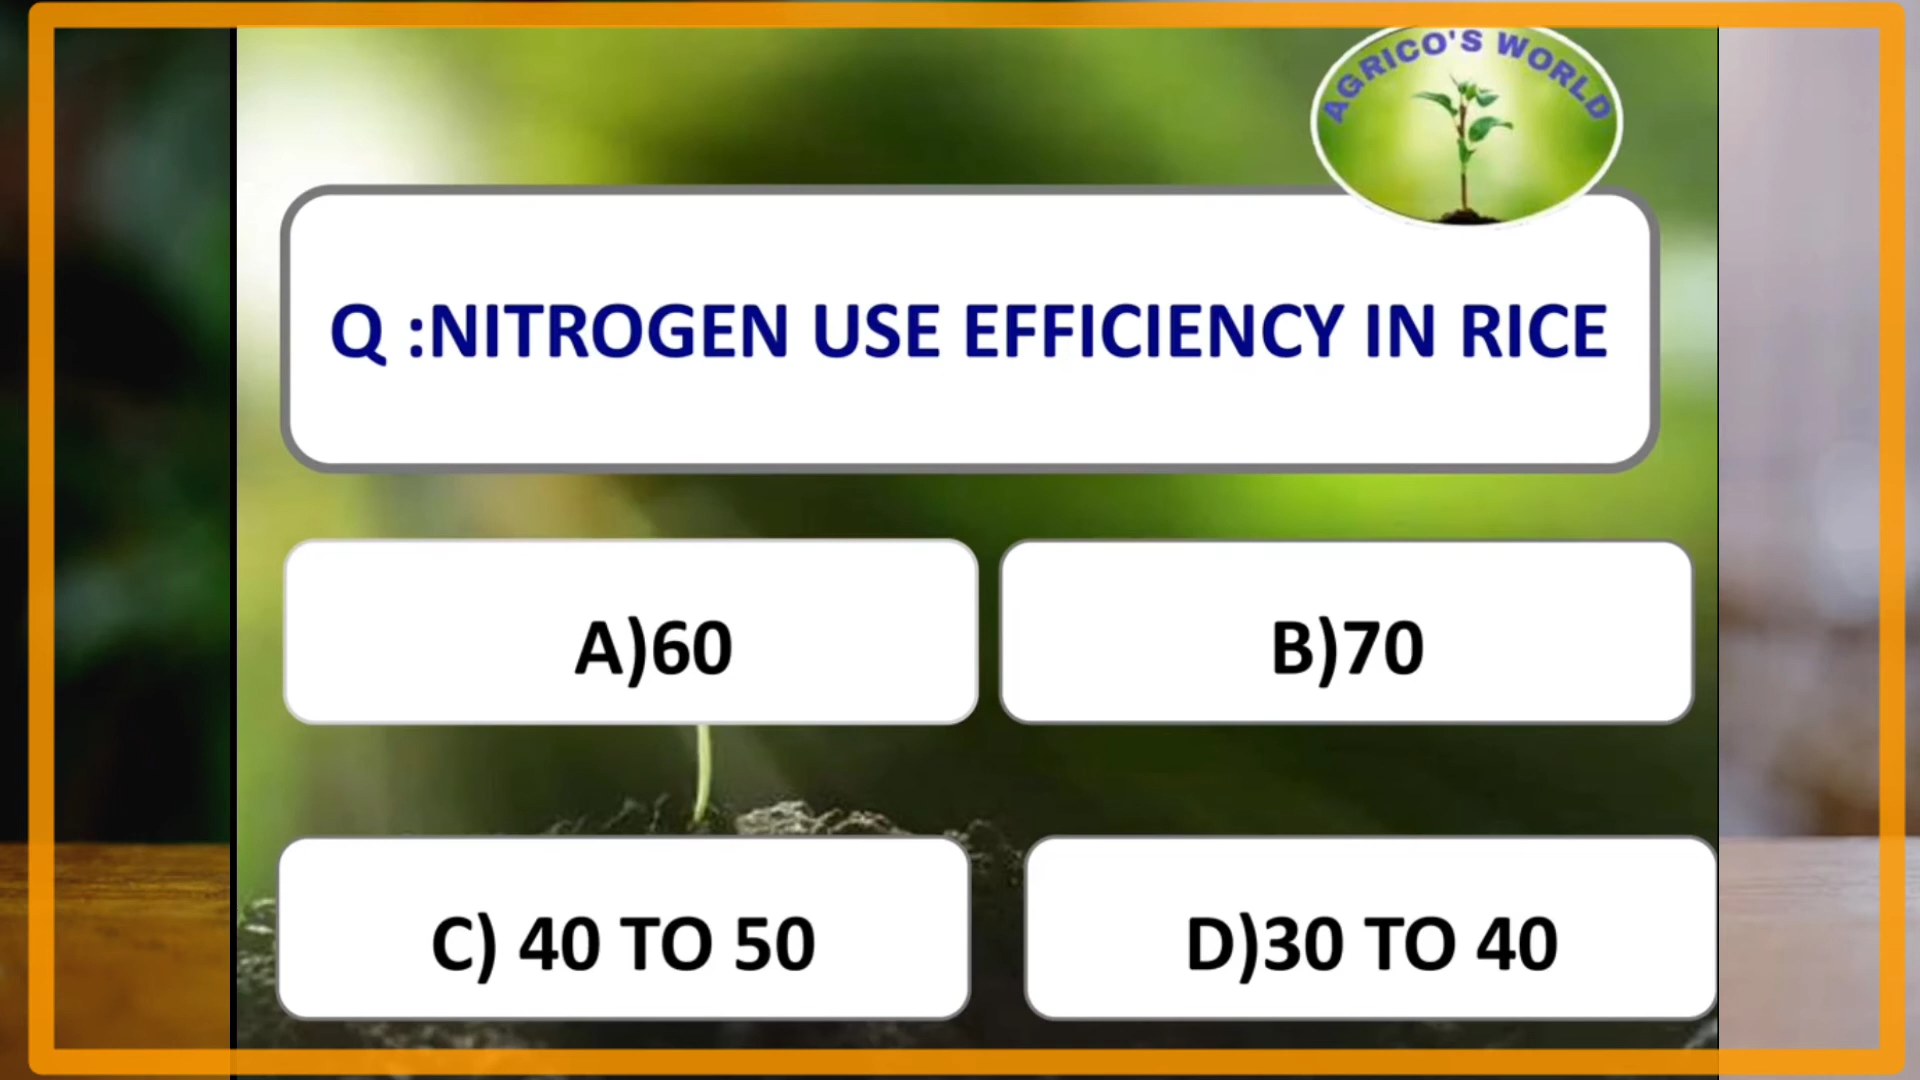 AGRICO'S WORLD
Q :NITROGEN USE EFFICIENCY IN RICE
A)60
B)70
C) 40 TO 50
D)30 TO 40